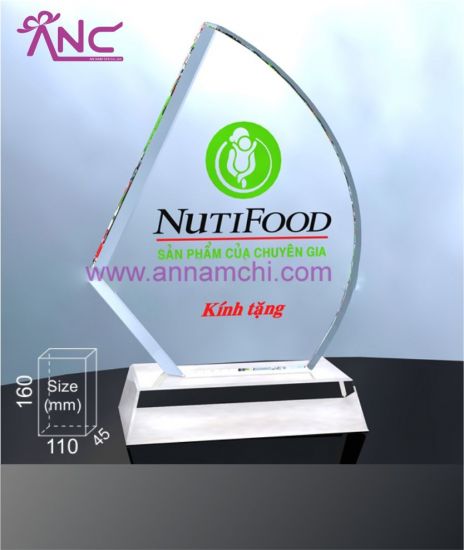 ANC
NUTIFOOD
SẢN PHẨM CỦA CHUYÊN GIA
www.annamchi.com
Kính tặng
160
Size
(mm)
110
45